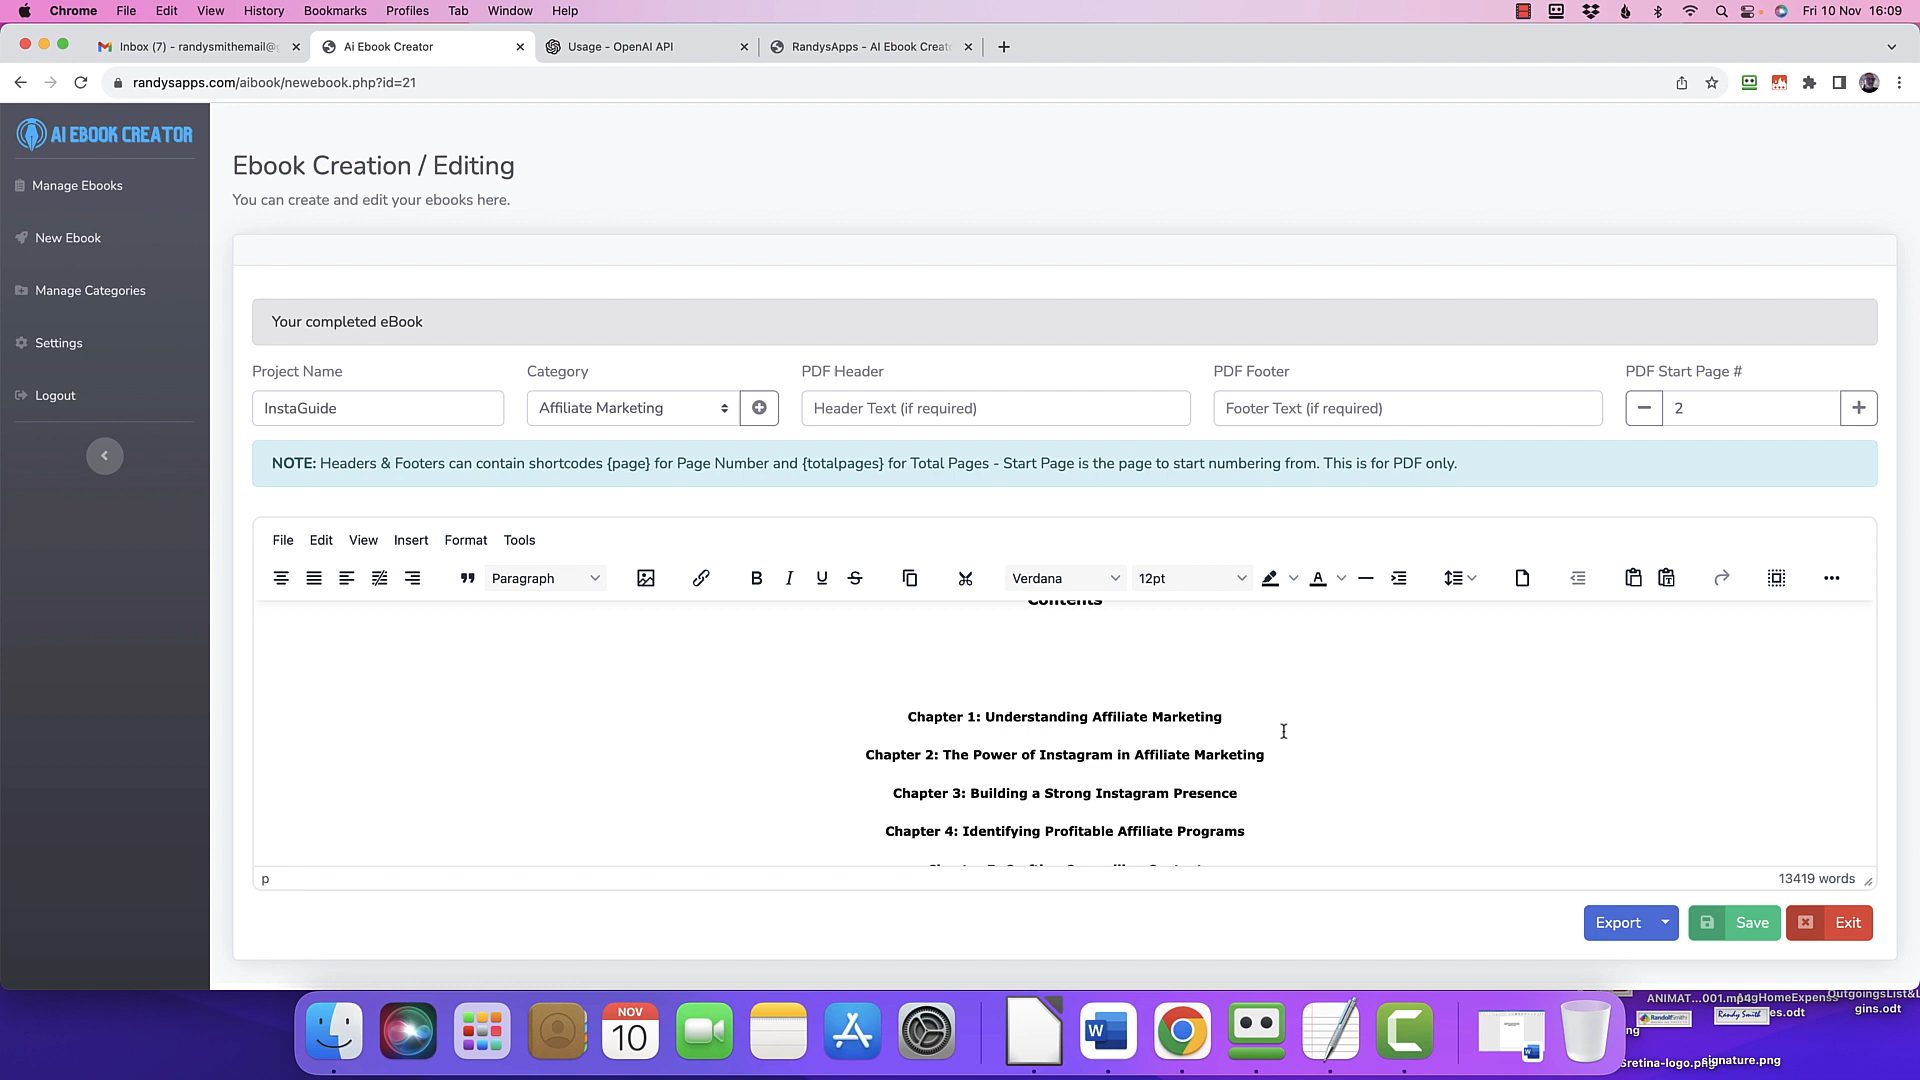 Chrome File Edit View History Bookmarks Profiles Tab Window Help Fri 10 Nov 16:09
Inbox (7) - randysmithemail@g Ai Ebook Creator Usage - OpenAI API RandysApps - AI Ebook Creato
randysapps.com/aibook/newebook.php?id=21
AI EBOOK CREATOR
Manage Ebooks
New Ebook
Manage Categories
Settings
Logout
Ebook Creation / Editing
You can create and edit your ebooks here.
Your completed eBook
Project Name Category PDF Header PDF Footer PDF Start Page #
InstaGuide Affiliate Marketing Header Text (if required) Footer Text (if required) 2
NOTE: Headers & Footers can contain shortcodes {page} for Page Number and {totalpages} for Total Pages - Start Page is the page to start numbering from. This is for PDF only.
File Edit View Insert Format Tools
Paragraph B I U S Verdana 12pt A
Contents
Chapter 1: Understanding Affiliate Marketing
Chapter 2: The Power of Instagram in Affiliate Marketing
Chapter 3: Building a Strong Instagram Presence
Chapter 4: Identifying Profitable Affiliate Programs
p 13419 words
Export Save Exit
NOV
10
W
ANIMAT...001.mp4
es.odt
gins.odt
Randy Smith
signature.png